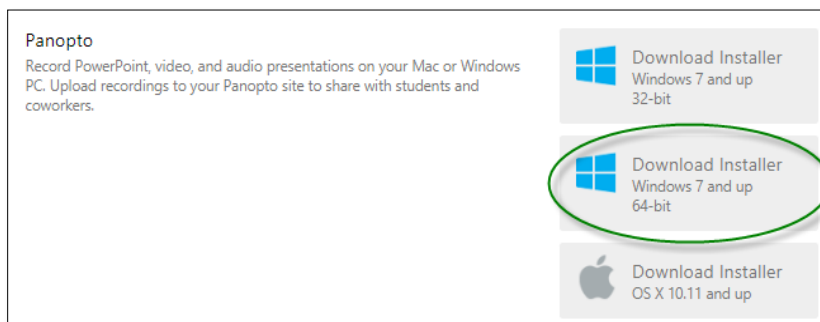 Panopto
Record PowerPoint, video, and audio presentations on your Mac or Windows
PC. Upload recordings to your Panopto site to share with students and
coworkers.
Download Installer
Windows 7 and up
32-bit
Download Installer
Windows 7 and up
64-bit
Download Installer
OS X 10.11 and up